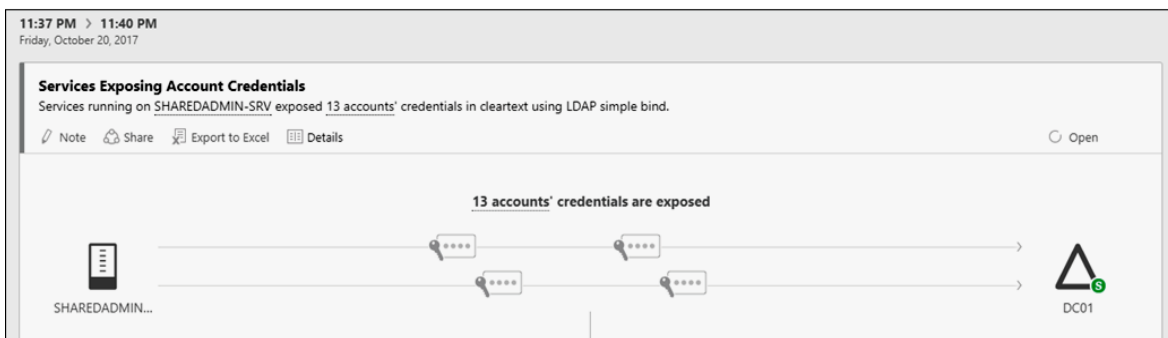 11:37 PM > 11:40 PM
Friday, October 20, 2017
Services Exposing Account Credentials
Services running on SHAREDADMIN-SRV exposed 13 accounts' credentials in cleartext using LDAP simple bind.
Note Share Export to Excel Details Open
13 accounts' credentials are exposed
SHAREDADMIN... DC01